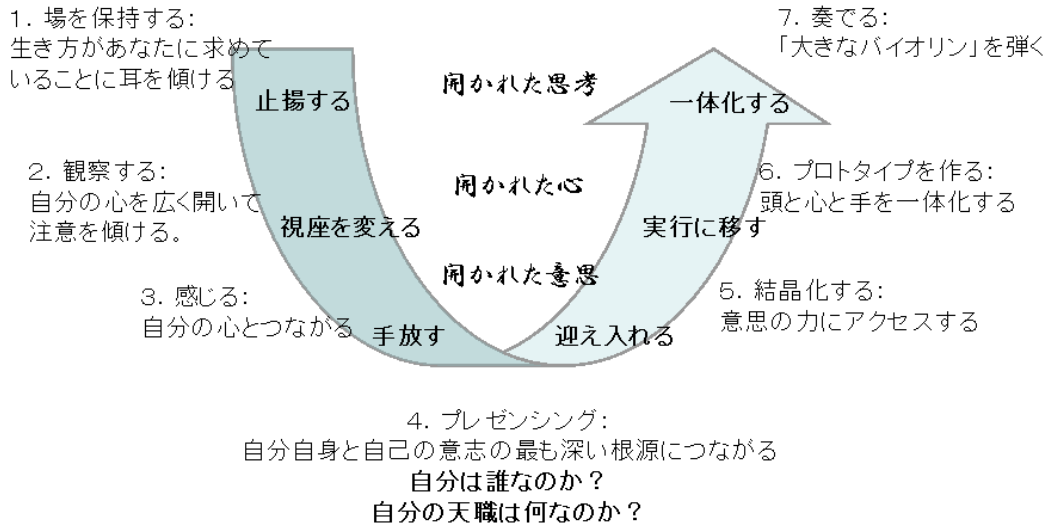 1. 場を保持する:
生き方があなたに求めて
いることに耳を傾ける
7. 奏でる:
「大きなバイオリン」を弾く
開かれた思考
止揚する
一体化する
2. 観察する:
自分の心を広く開いて
注意を傾ける。
開かれた心
6. プロトタイプを作る:
頭と心と手を一体化する
視座を変える
実行に移す
開かれた意思
3. 感じる:
自分の心とつながる
5. 結晶化する:
意思の力にアクセスする
手放す
迎え入れる
4. プレゼンシング:
自分自身と自己の意志の最も深い根源につながる
自分は誰なのか?
自分の天職は何なのか?